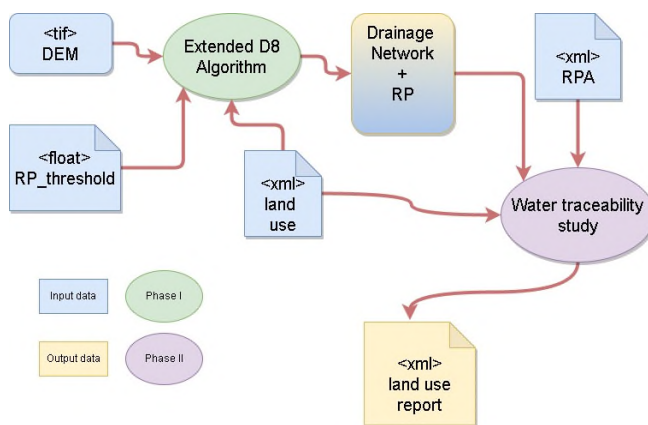 <tif>
DEM
Extended D8
Algorithm
Drainage
Network
+
RP
<xml>
RPA
<float>
RP_threshold
<xml>
land
use
Water traceability
study
Input data
Phase I
Output data
Phase II
<xml>
land use
report